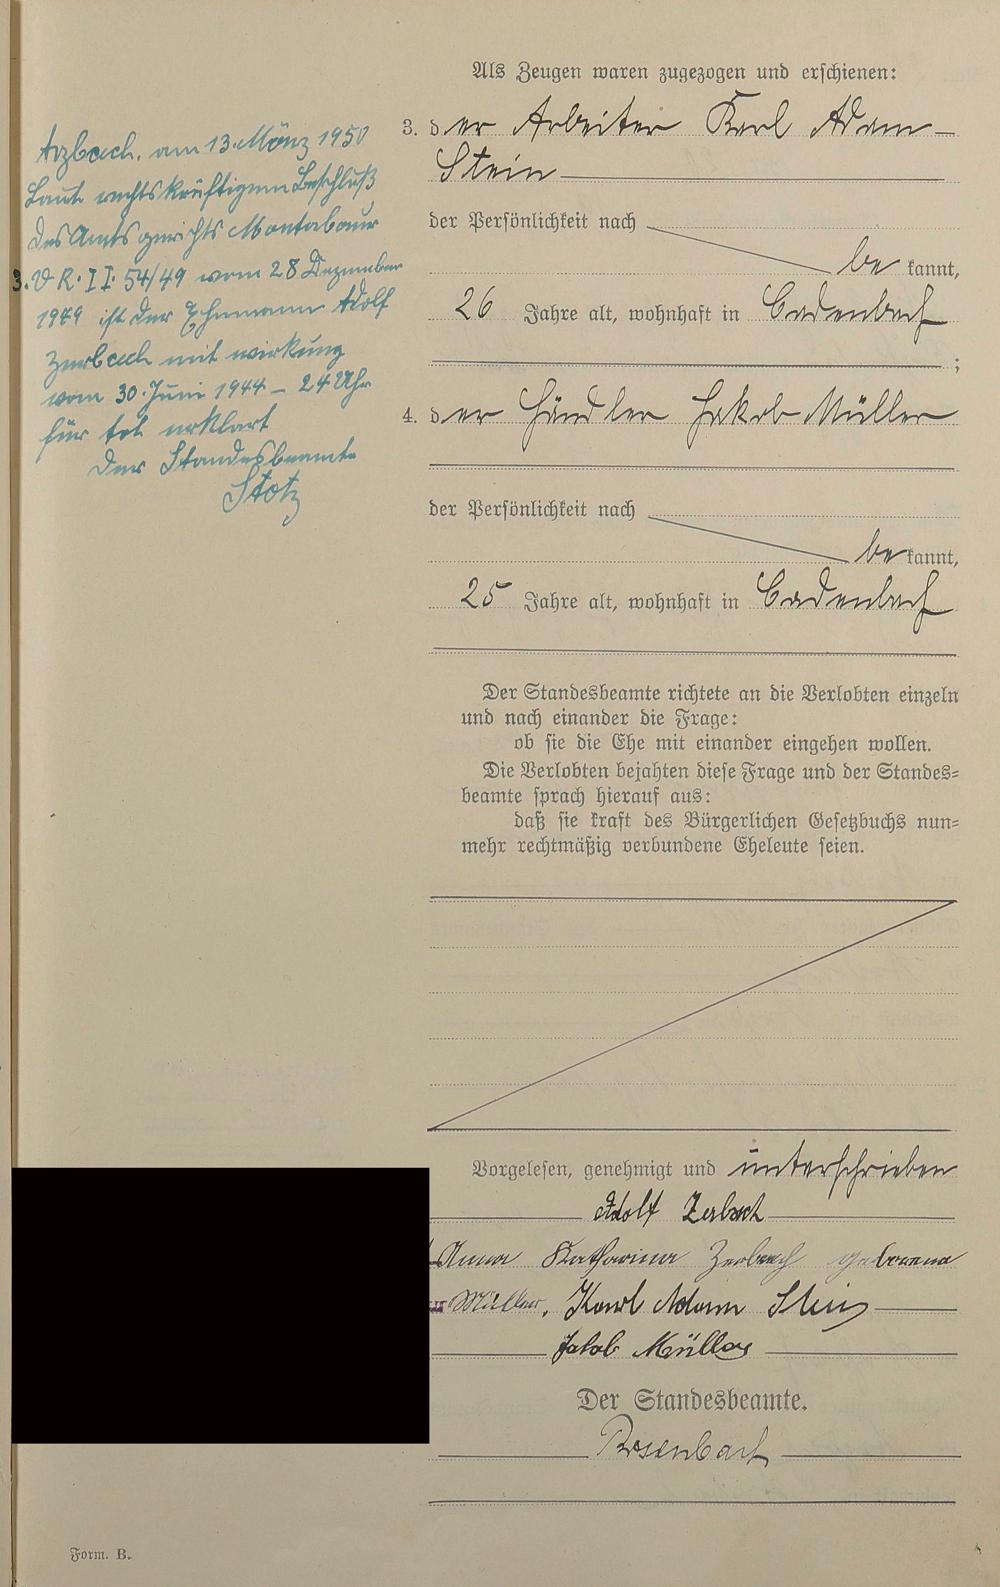 Arzbach, am 13. März 1950
Laut rechtskräftigem Beschluß
des Amtsgerichts Montabaur
3. V R. II 54/49 vom 28 Dezember
1949 ist der Ehemann Adolf
Zerbach mit wirkung
vom 30. Juni 1944 – 24 Uhr
für tot erklärt
Der Standesbeamte
Stotz
Als Zeugen waren zugezogen und erschienen:
3. der Arbeiter Karl Adam
Stein
der Persönlichkeit nach
bekannt,
26 Jahre alt, wohnhaft in Cadenbach
;
4. der Händler Jakob Müller
der Persönlichkeit nach
bekannt,
25 Jahre alt, wohnhaft in Cadenbach
Der Standesbeamte richtete an die Verlobten einzeln
und nach einander die Frage:
ob sie die Ehe mit einander eingehen wollen.
Die Verlobten bejahten diese Frage und der Standes-
beamte sprach hierauf aus:
daß sie kraft des Bürgerlichen Gesetzbuchs nun-
mehr rechtmäßig verbundene Eheleute seien.
Vorgelesen, genehmigt und unterschrieben
Adolf Zerbach
Anna Katharina Zerbach geborene
Müller, Karl Adam Stein
Jakob Müller
Der Standesbeamte.
Rosenbach
Form. B.